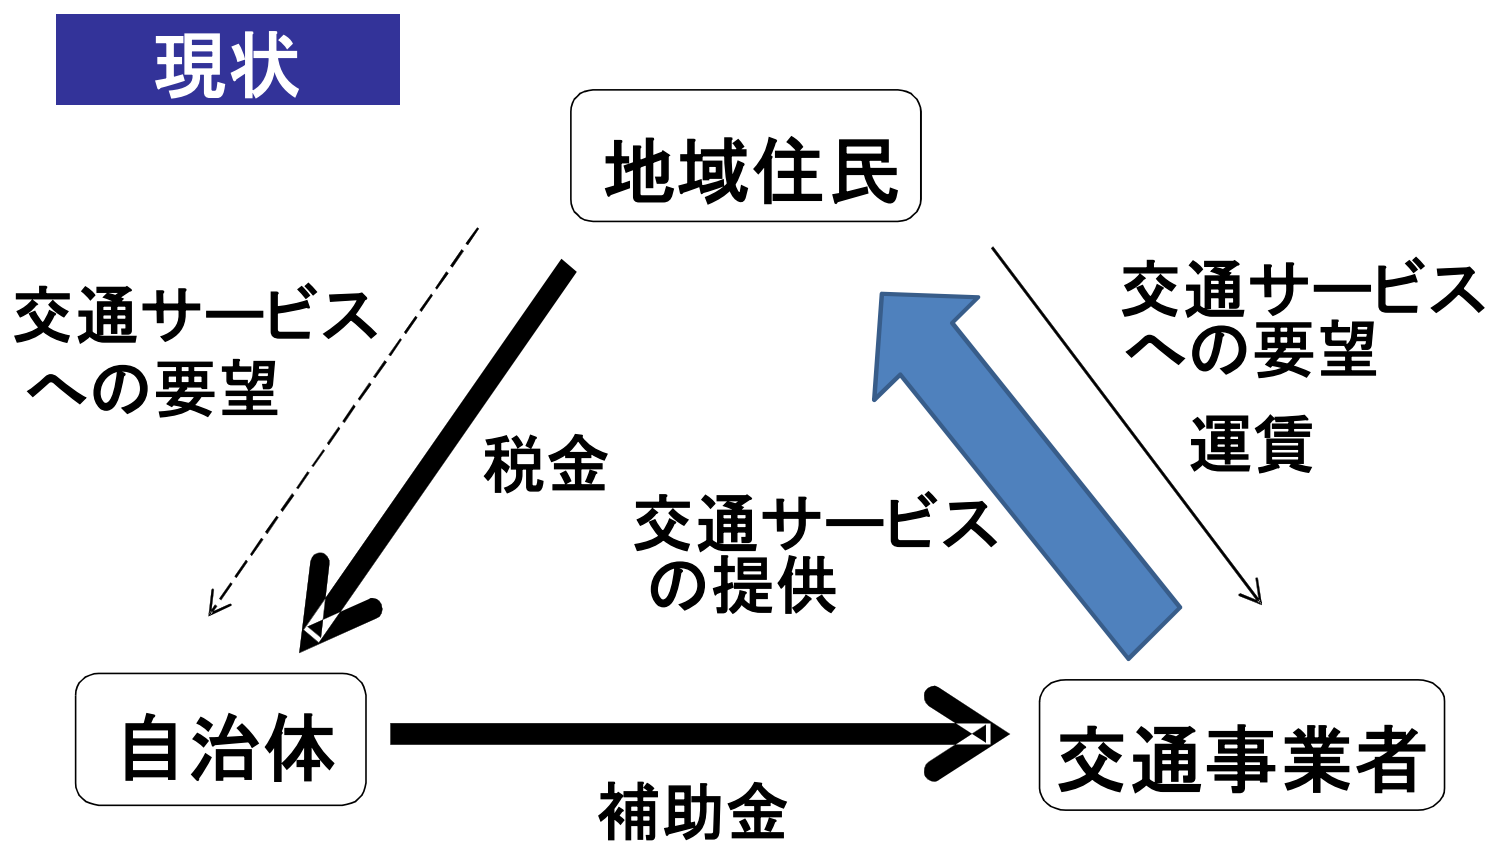 現状
地域住民
交通サービス
への要望
交通サービス
への要望
運賃
税金
交通サービス
の提供
自治体
交通事業者
補助金